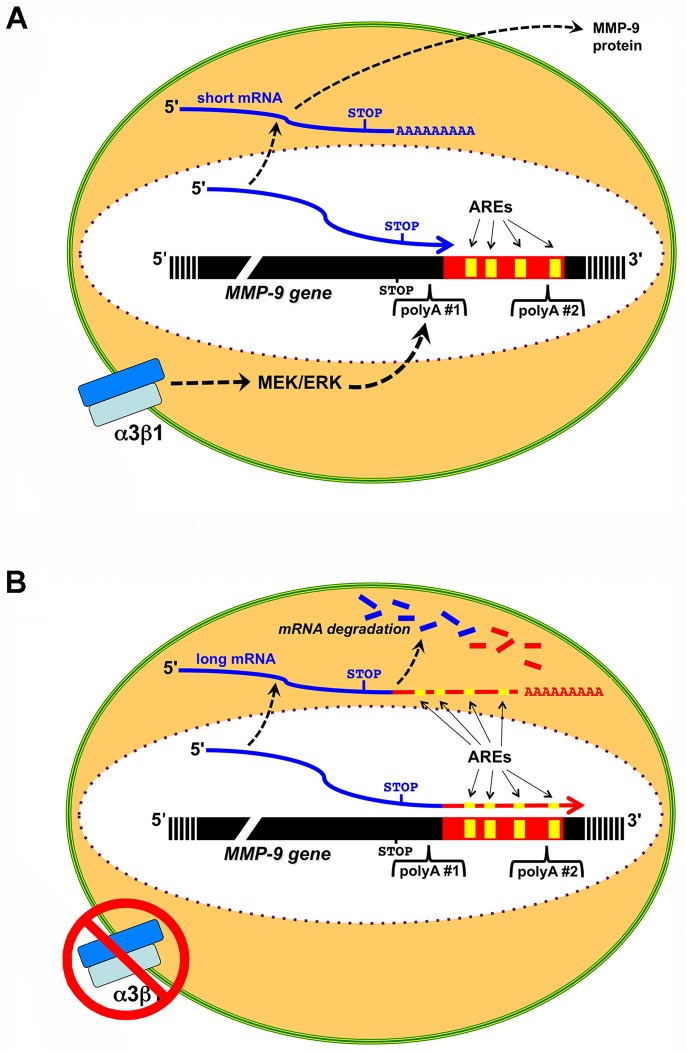 A
MMP-9
protein
5'
short mRNA
STOP
AAAAAAAAA
5'
STOP
AREs
5'
3'
MMP-9 gene
STOP
polyA #1
polyA #2
MEK/ERK
α3β1
B
mRNA degradation
5'
long mRNA
STOP
AAAAAAAAA
5'
AREs
STOP
5'
3'
MMP-9 gene
STOP
polyA #1
polyA #2
α3β1